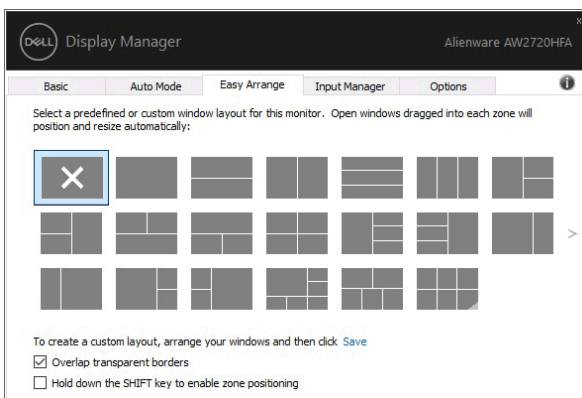 DELL Display Manager
Alienware AW2720HFA
Basic Auto Mode Easy Arrange Input Manager Options
Select a predefined or custom window layout for this monitor. Open windows dragged into each zone will
position and resize automatically:
To create a custom layout, arrange your windows and then click Save
Overlap transparent borders
Hold down the SHIFT key to enable zone positioning